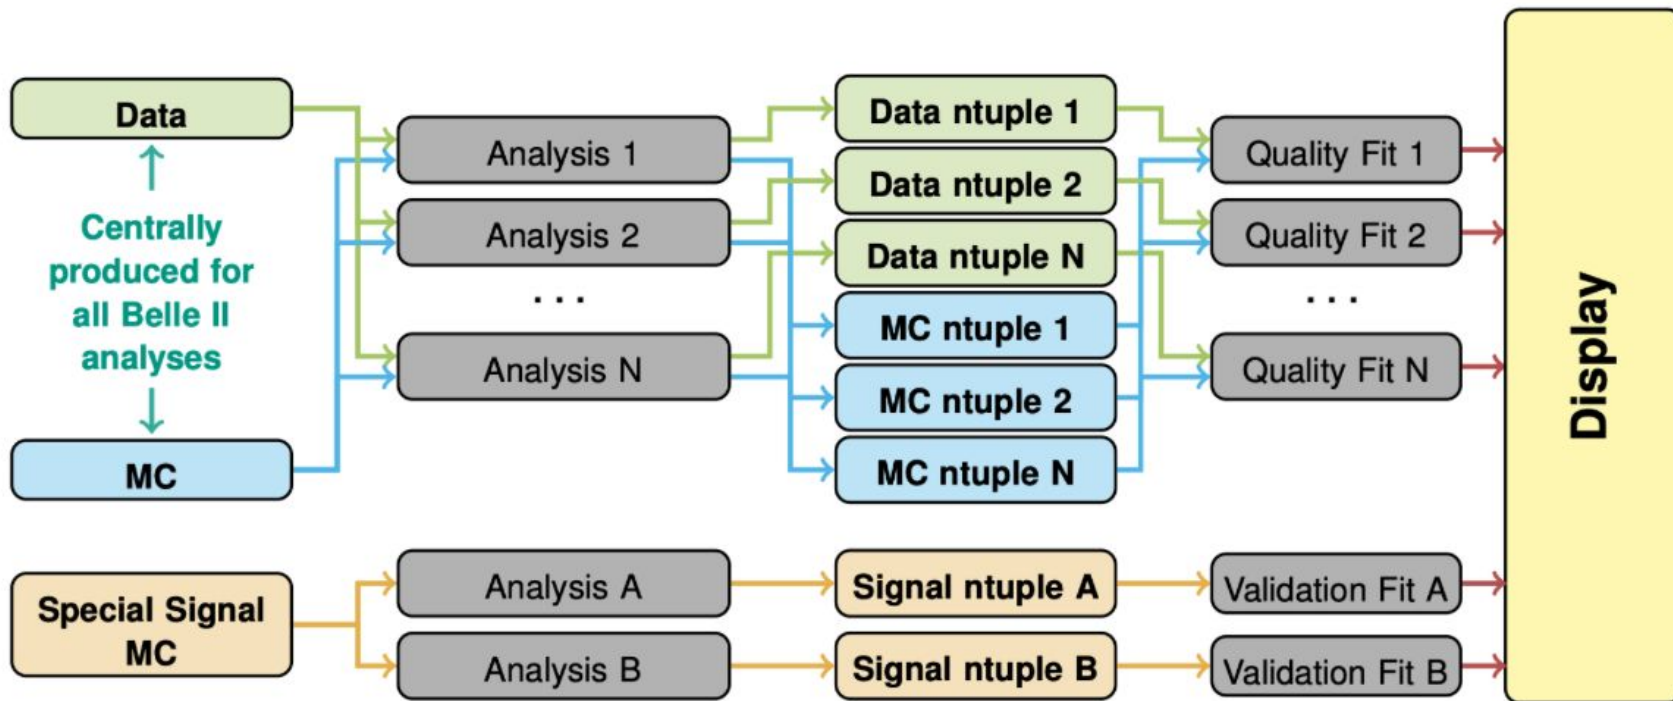 Data
Centrally
produced for
all Belle II
analyses
MC
Special Signal
MC
Analysis 1
Analysis 2
...
Analysis N
Analysis A
Analysis B
Data ntuple 1
Data ntuple 2
Data ntuple N
MC ntuple 1
MC ntuple 2
MC ntuple N
Signal ntuple A
Signal ntuple B
Quality Fit 1
Quality Fit 2
...
Quality Fit N
Validation Fit A
Validation Fit B
Display